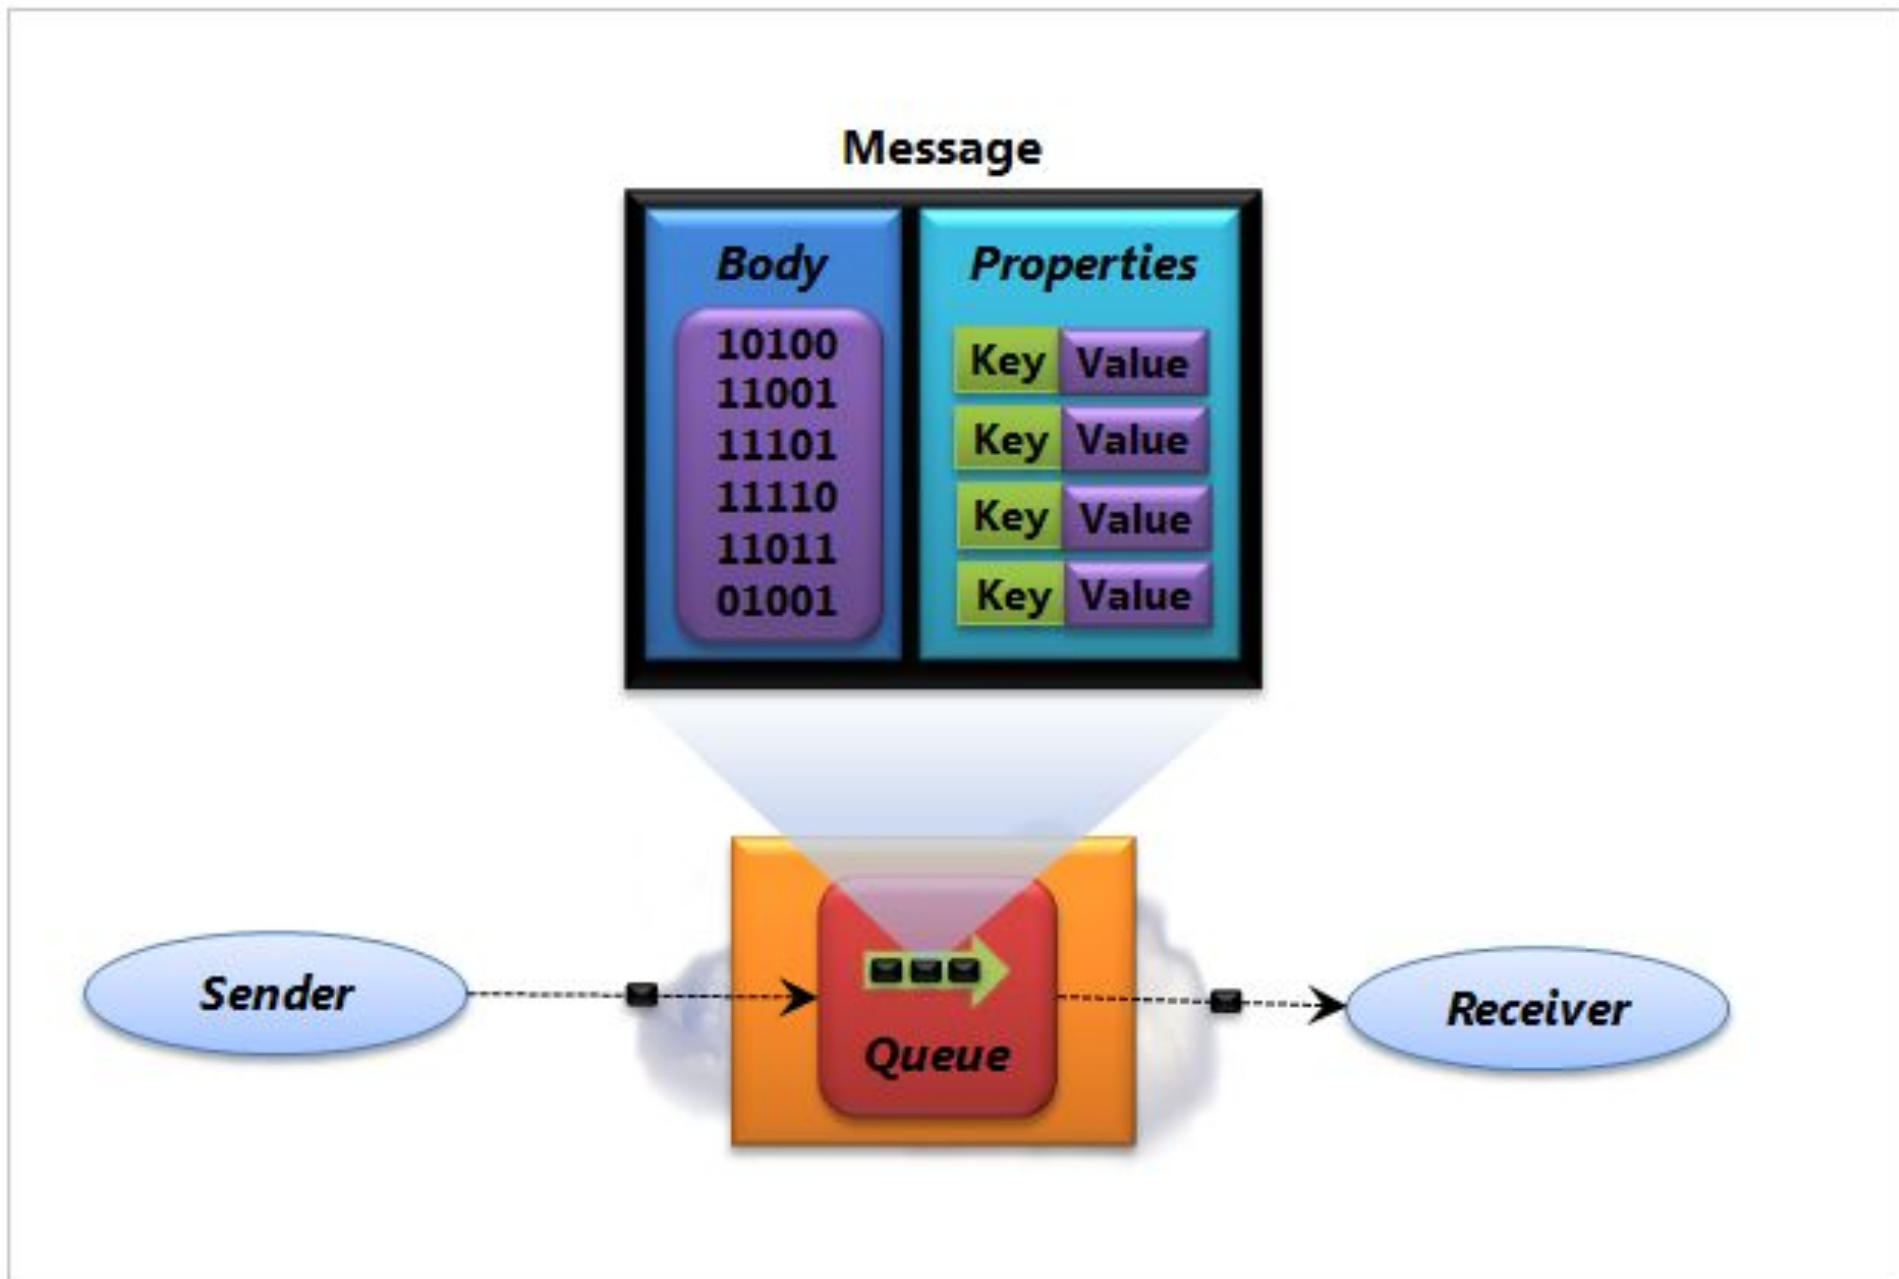 Message
Body
10100
11001
11101
11110
11011
01001
Properties
Key Value
Key Value
Key Value
Key Value
Sender
Queue
Receiver